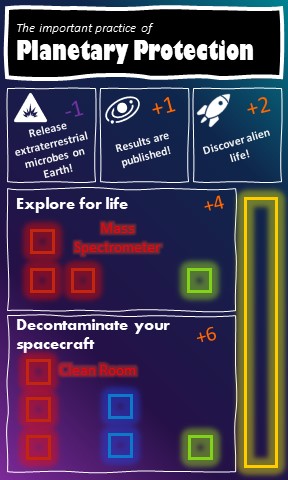 The important practice of
Planetary Protection
-1
Release
extraterrestrial
microbes on
Earth!
+1
Results are
published!
+2
Discover alien
life!
Explore for life
+4
Mass
Spectrometer
Decontaminate your
spacecraft
+6
Clean Room